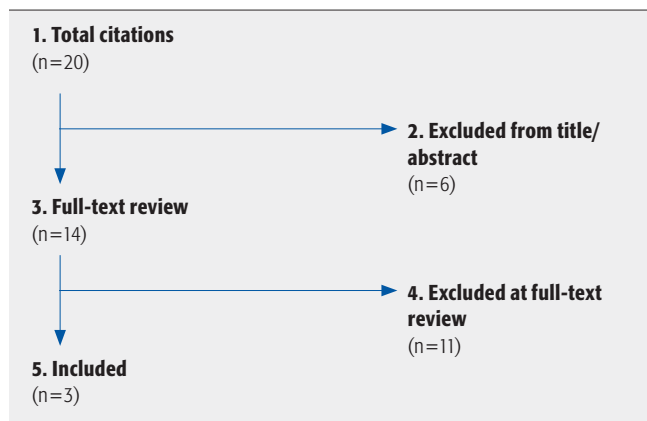 1. Total citations
(n=20)
2. Excluded from title/
abstract
(n=6)
3. Full-text review
(n=14)
4. Excluded at full-text
review
(n=11)
5. Included
(n=3)